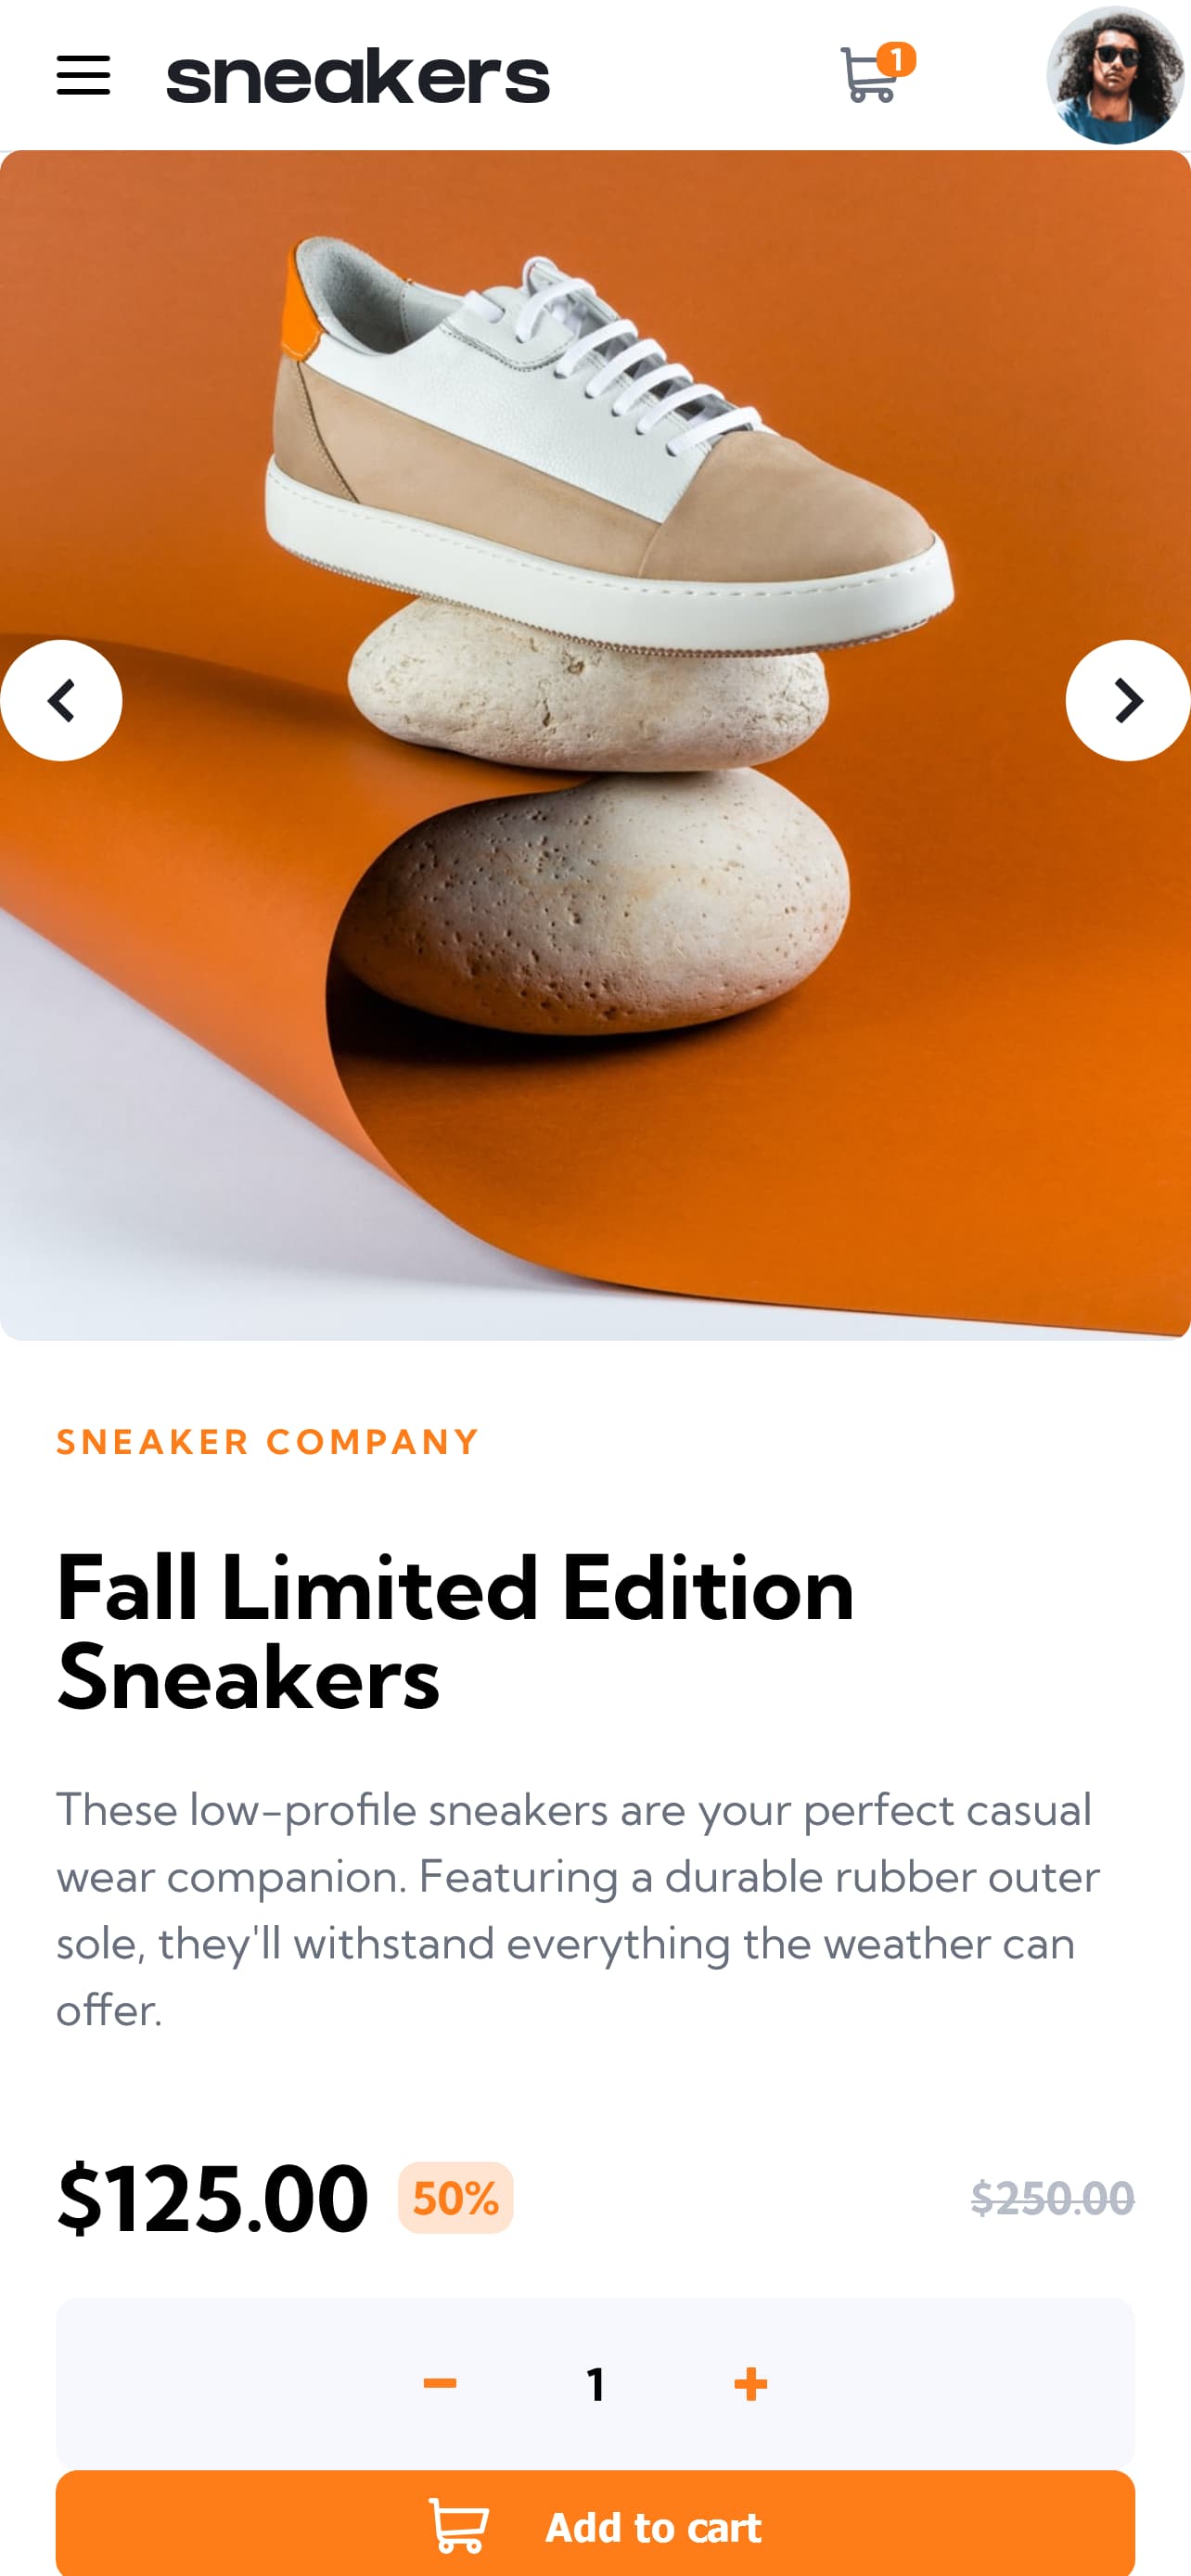 sneakers
1
SNEAKER COMPANY
Fall Limited Edition
Sneakers
These low-profile sneakers are your perfect casual
wear companion. Featuring a durable rubber outer
sole, they'll withstand everything the weather can
offer.
$125.00 50% $250.00
1
Add to cart